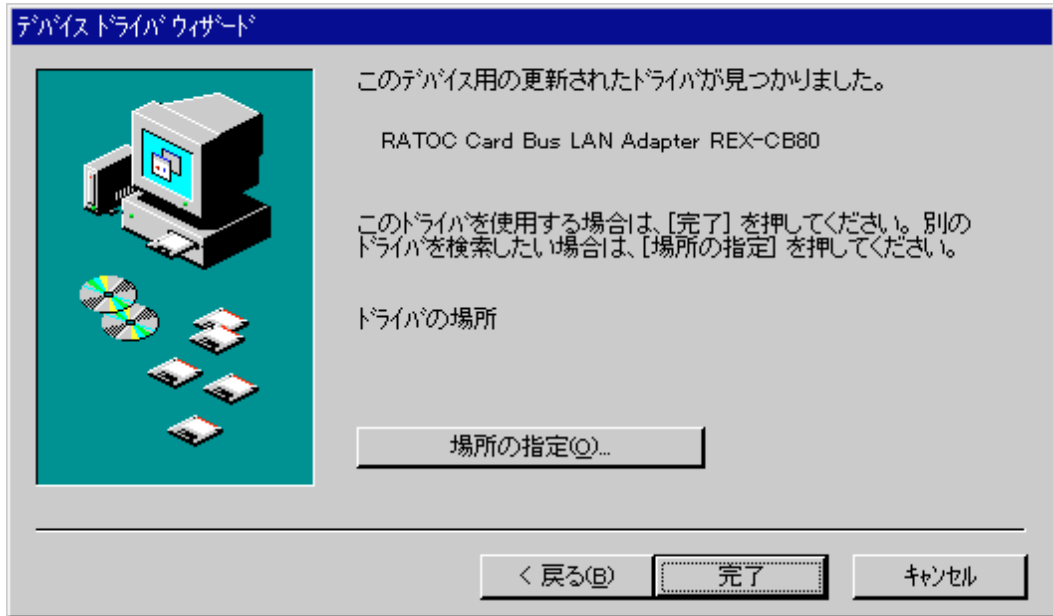 ﾃﾞﾊﾞｲｽ ﾄﾞﾗｲﾊﾞ ｳｨｻﾞｰﾄﾞ
このﾃﾞﾊﾞｲｽ用の更新されたﾄﾞﾗｲﾊﾞが見つかりました。
RATOC Card Bus LAN Adapter REX-CB80
このﾄﾞﾗｲﾊﾞを使用する場合は、[完了] を押してください。別の
ﾄﾞﾗｲﾊﾞを検索したい場合は、[場所の指定] を押してください。
ﾄﾞﾗｲﾊﾞの場所
場所の指定(O)...
< 戻る(B)
完了
ｷｬﾝｾﾙ